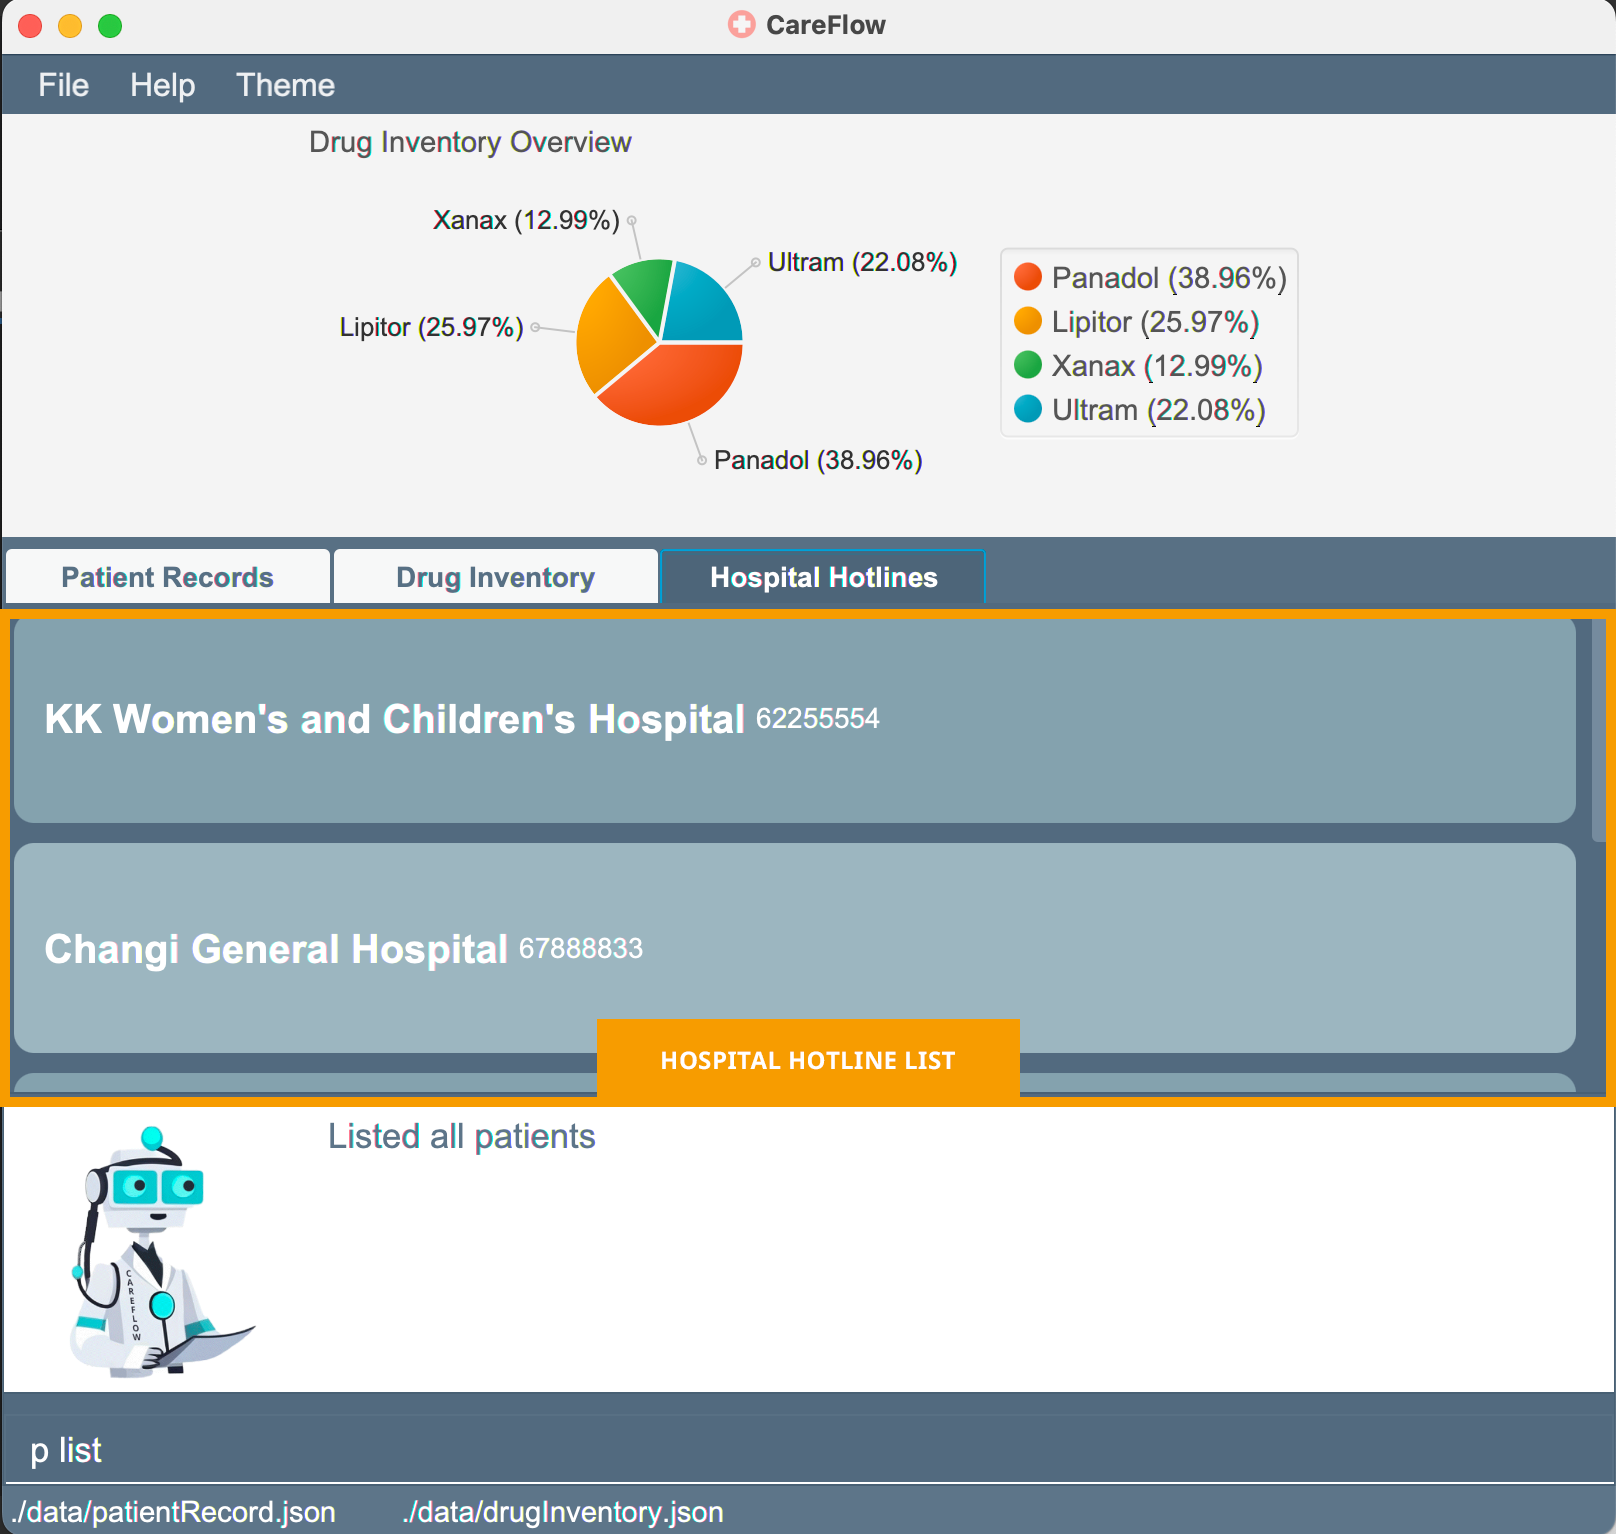 CareFlow
File Help Theme
Drug Inventory Overview
Xanax (12.99%)
Ultram (22.08%)
Lipitor (25.97%)
Panadol (38.96%)
Panadol (38.96%)
Lipitor (25.97%)
Xanax (12.99%)
Ultram (22.08%)
Patient Records Drug Inventory Hospital Hotlines
KK Women's and Children's Hospital 62255554
Changi General Hospital 67888833
HOSPITAL HOTLINE LIST
Listed all patients
CAREFLOW
p list
./data/patientRecord.json ./data/drugInventory.json